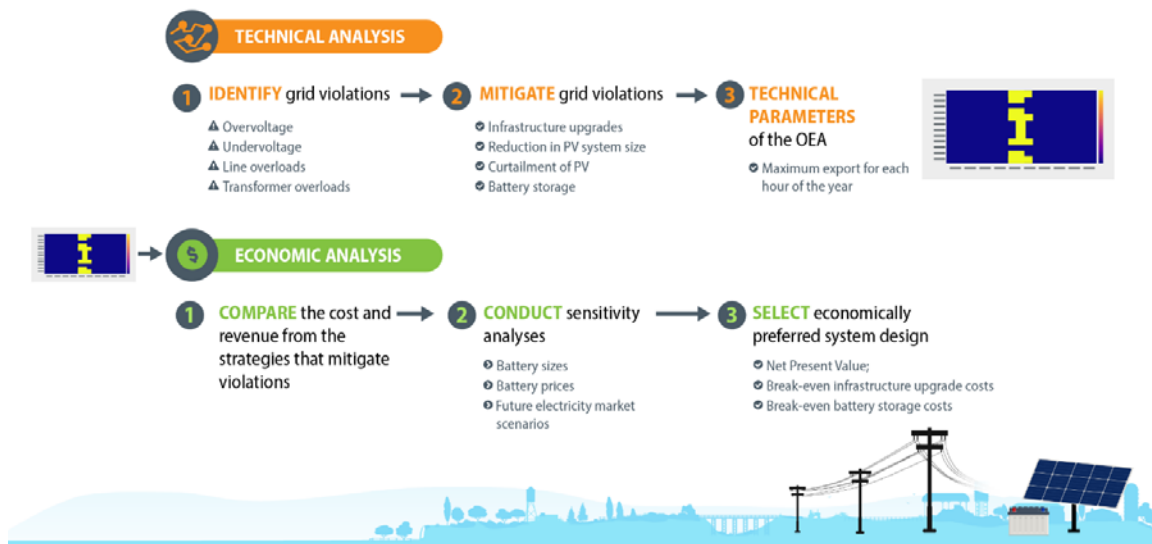 TECHNICAL ANALYSIS
1 IDENTIFY grid violations
Overvoltage
Undervoltage
Line overloads
Transformer overloads
2 MITIGATE grid violations
Infrastructure upgrades
Reduction in PV system size
Curtailment of PV
Battery storage
3 TECHNICAL
PARAMETERS
of the OEA
Maximum export for each
hour of the year
$ ECONOMIC ANALYSIS
1 COMPARE the cost and
revenue from the
strategies that mitigate
violations
2 CONDUCT sensitivity
analyses
Battery sizes
Battery prices
Future electricity market
scenarios
3 SELECT economically
preferred system design
Net Present Value;
Break-even infrastructure upgrade costs
Break-even battery storage costs